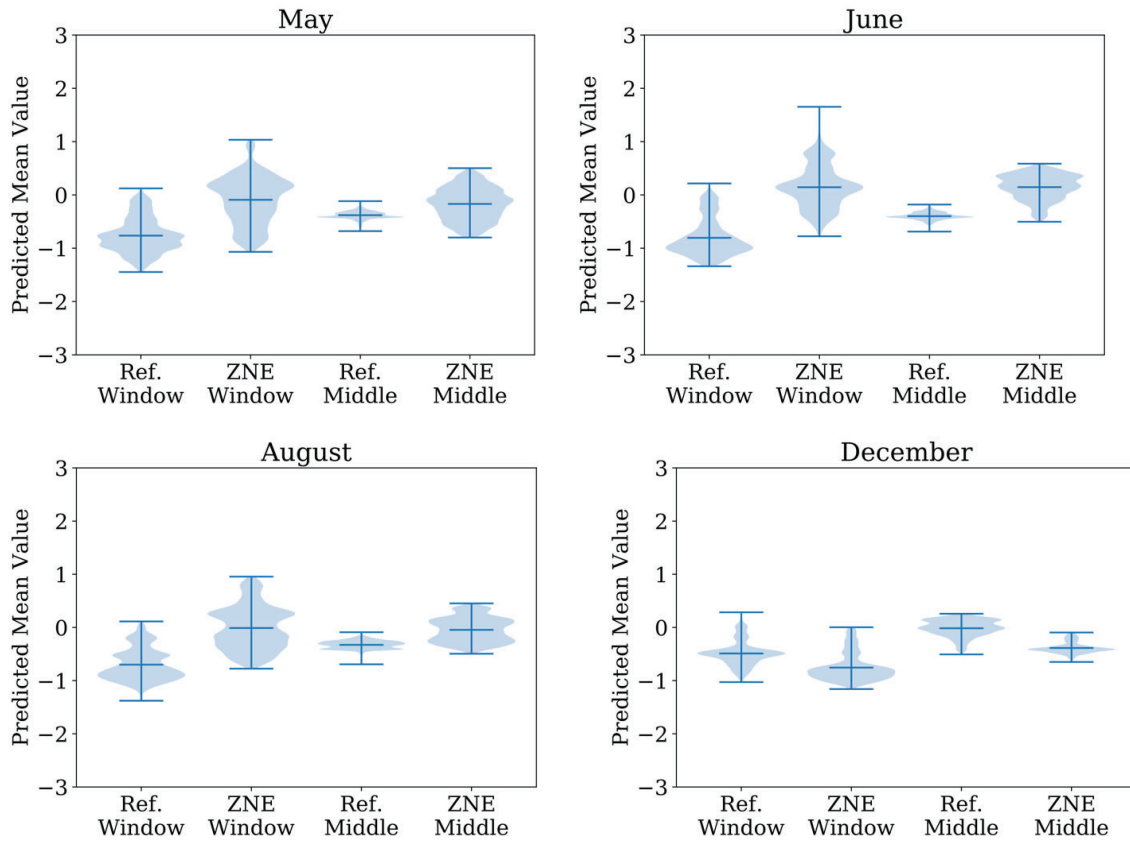 May
Predicted Mean Value
3
2
1
0
−1
−2
−3
Ref.
Window
ZNE
Window
Ref.
Middle
ZNE
Middle
June
Predicted Mean Value
3
2
1
0
−1
−2
−3
Ref.
Window
ZNE
Window
Ref.
Middle
ZNE
Middle
August
Predicted Mean Value
3
2
1
0
−1
−2
−3
Ref.
Window
ZNE
Window
Ref.
Middle
ZNE
Middle
December
Predicted Mean Value
3
2
1
0
−1
−2
−3
Ref.
Window
ZNE
Window
Ref.
Middle
ZNE
Middle